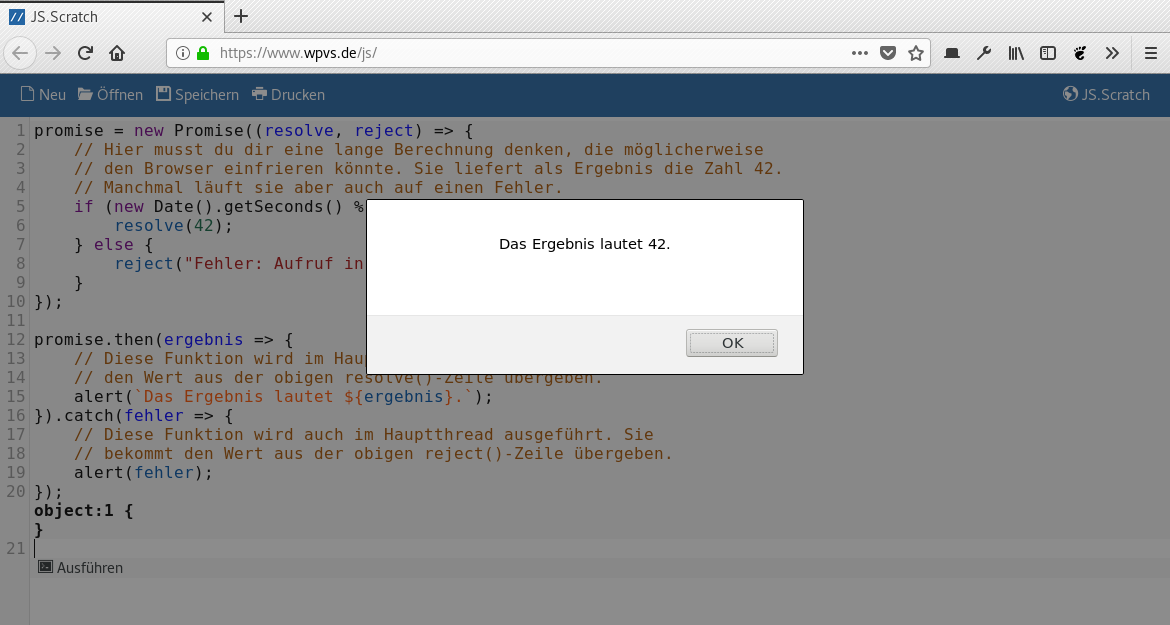 JS.Scratch
https://www.wpvs.de/js/
Neu Öffnen Speichern Drucken JS.Scratch
1 promise = new Promise((resolve, reject) => {
2 // Hier musst du dir eine lange Berechnung denken, die möglicherweise
3 // den Browser einfrieren könnte. Sie liefert als Ergebnis die Zahl 42.
4 // Manchmal läuft sie aber auch auf einen Fehler.
5 if (new Date().getSeconds() %
6 resolve(42);
7 } else {
8 reject("Fehler: Aufruf in
9 }
10 });
11
12 promise.then(ergebnis => {
13 // Diese Funktion wird im
14 // den Wert aus der obigen resolve()-Zeile übergeben.
15 alert(`Das Ergebnis lautet ${ergebnis}.`);
16 }).catch(fehler => {
17 // Diese Funktion wird auch im Hauptthread ausgeführt. Sie
18 // bekommt den Wert aus der obigen reject()-Zeile übergeben.
19 alert(fehler);
20 });
object:1 {
}
21
Ausführen
Das Ergebnis lautet 42.
OK